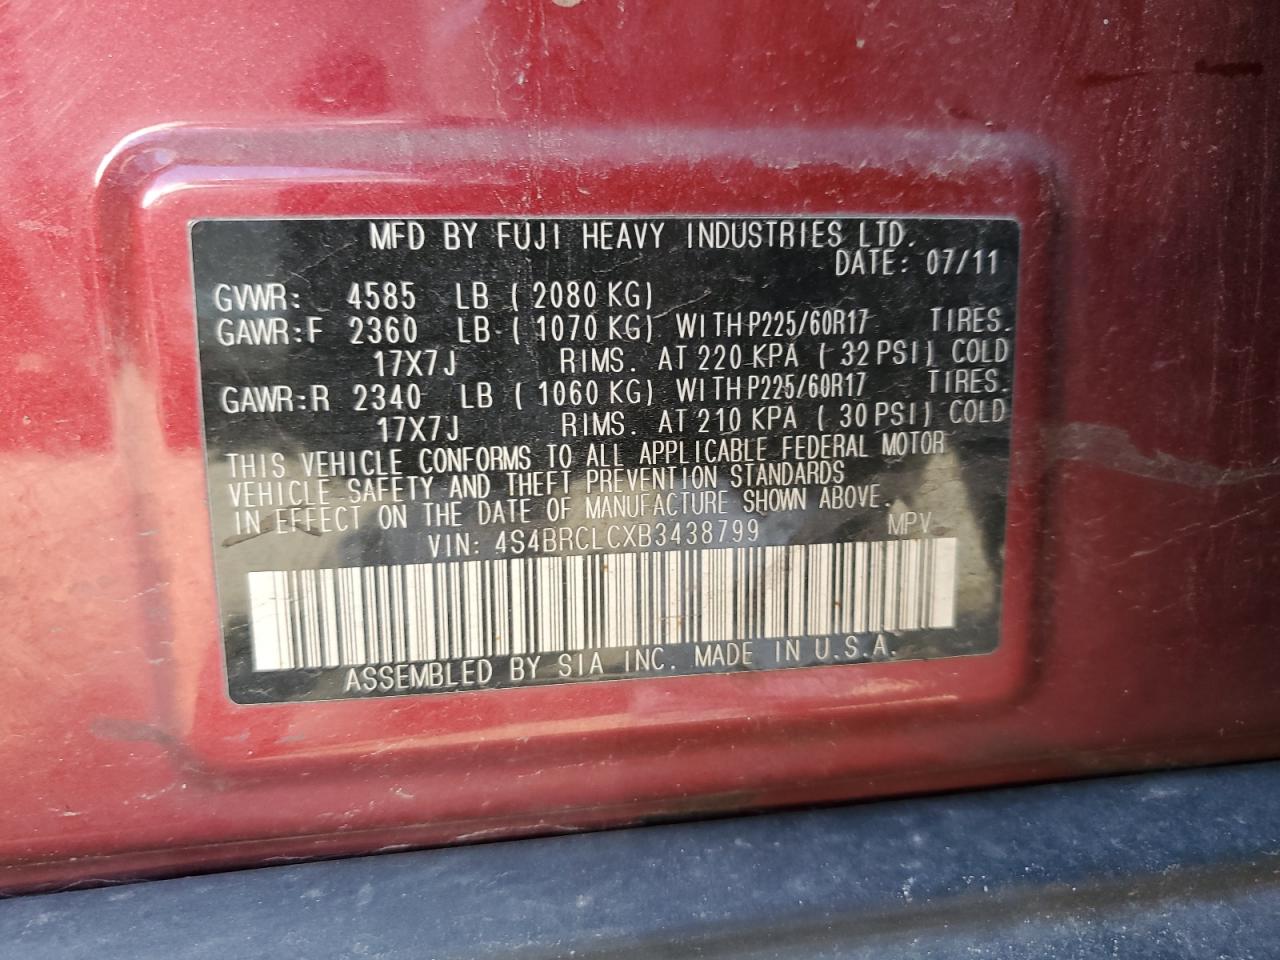 MFD BY FUJI HEAVY INDUSTRIES LTD.
DATE: 07/11
GVWR: 4585 LB (2080 KG)
GAWR:F 2360 LB (1070 KG) WITH P225/60R17 TIRES.
17X7J RIMS. AT 220 KPA (32 PSI) COLD
GAWR:R 2340 LB (1060 KG) WITH P225/60R17 TIRES.
17X7J RIMS. AT 210 KPA (30 PSI) COLD
THIS VEHICLE CONFORMS TO ALL APPLICABLE FEDERAL MOTOR
VEHICLE SAFETY AND THEFT PREVENTION STANDARDS
IN EFFECT ON THE DATE OF MANUFACTURE SHOWN ABOVE.
VIN: 4S4BRCLCXB3438799 MPV
ASSEMBLED BY SIA INC. MADE IN U.S.A.